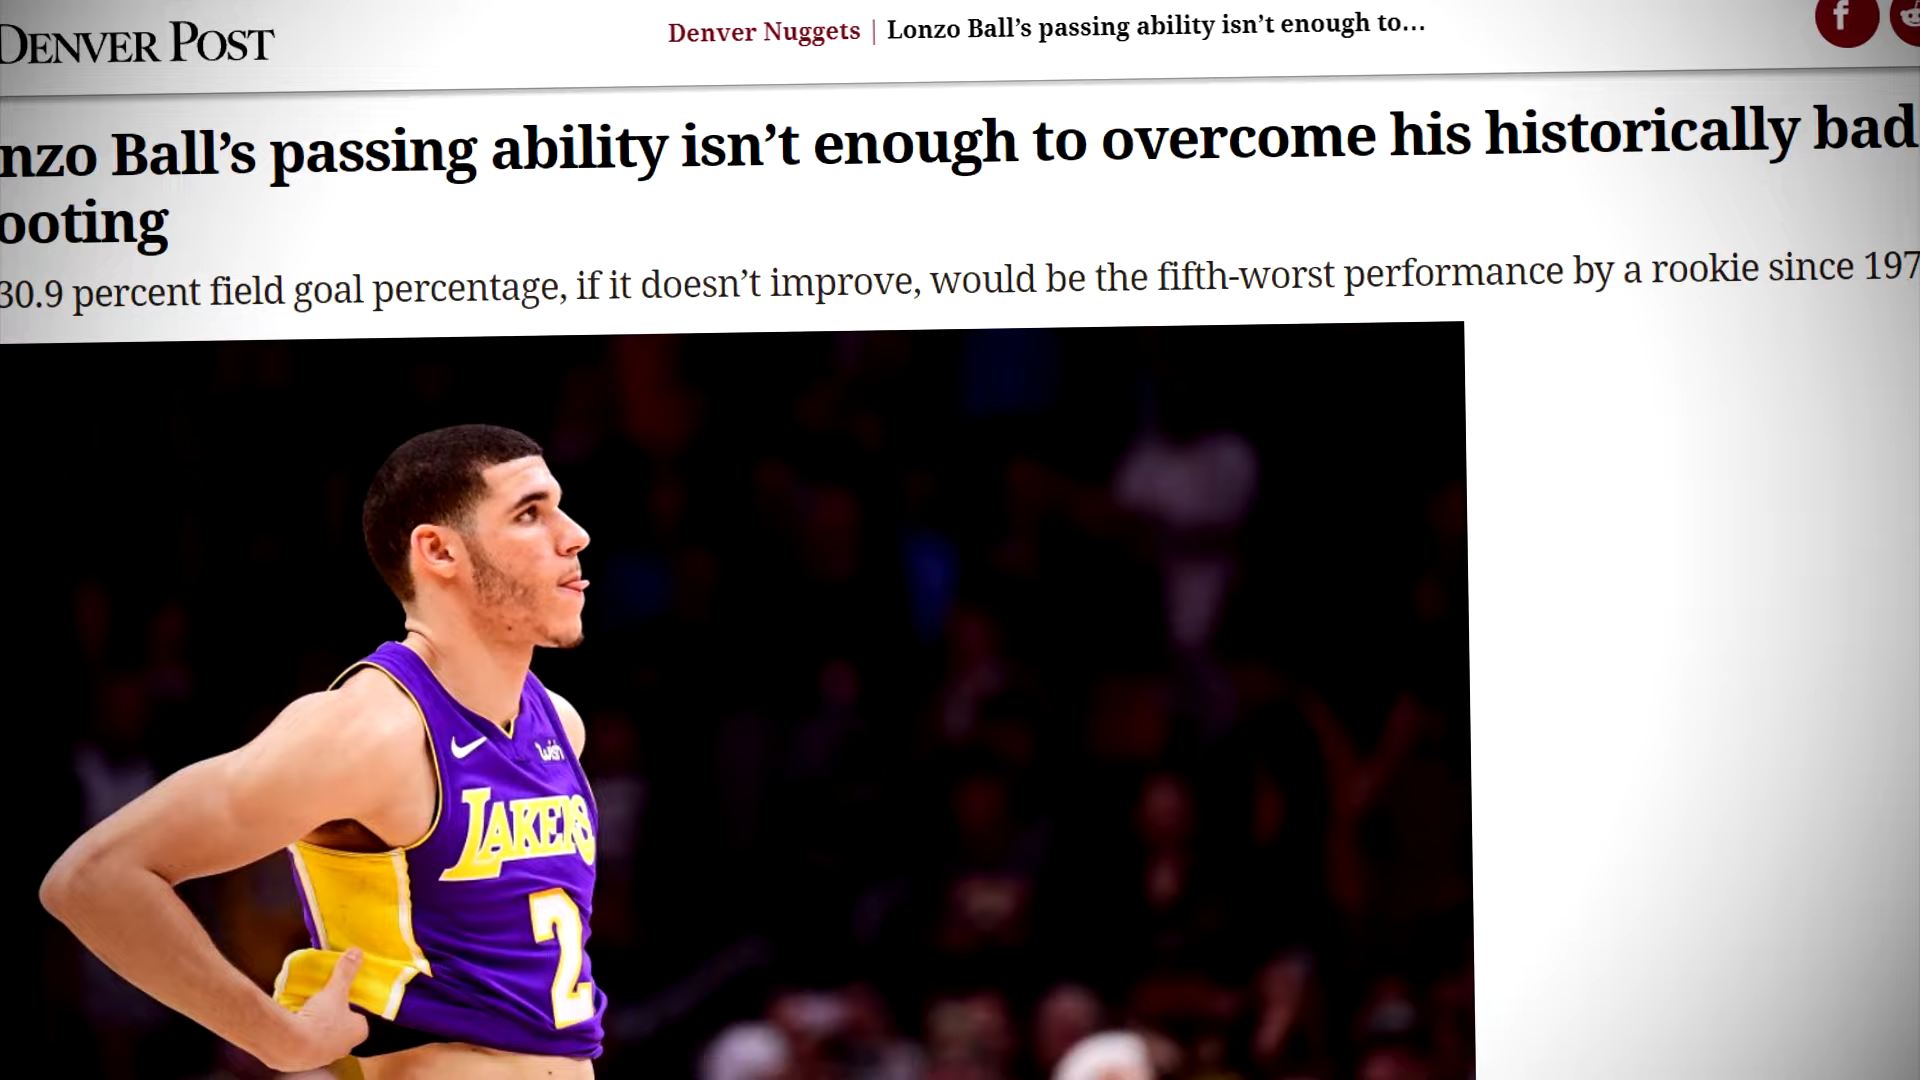 DENVER POST
Denver Nuggets | Lonzo Ball’s passing ability isn’t enough to…
nzo Ball’s passing ability isn’t enough to overcome his historically bad
ooting
30.9 percent field goal percentage, if it doesn’t improve, would be the fifth-worst performance by a rookie since 197
wish
LAKERS
2